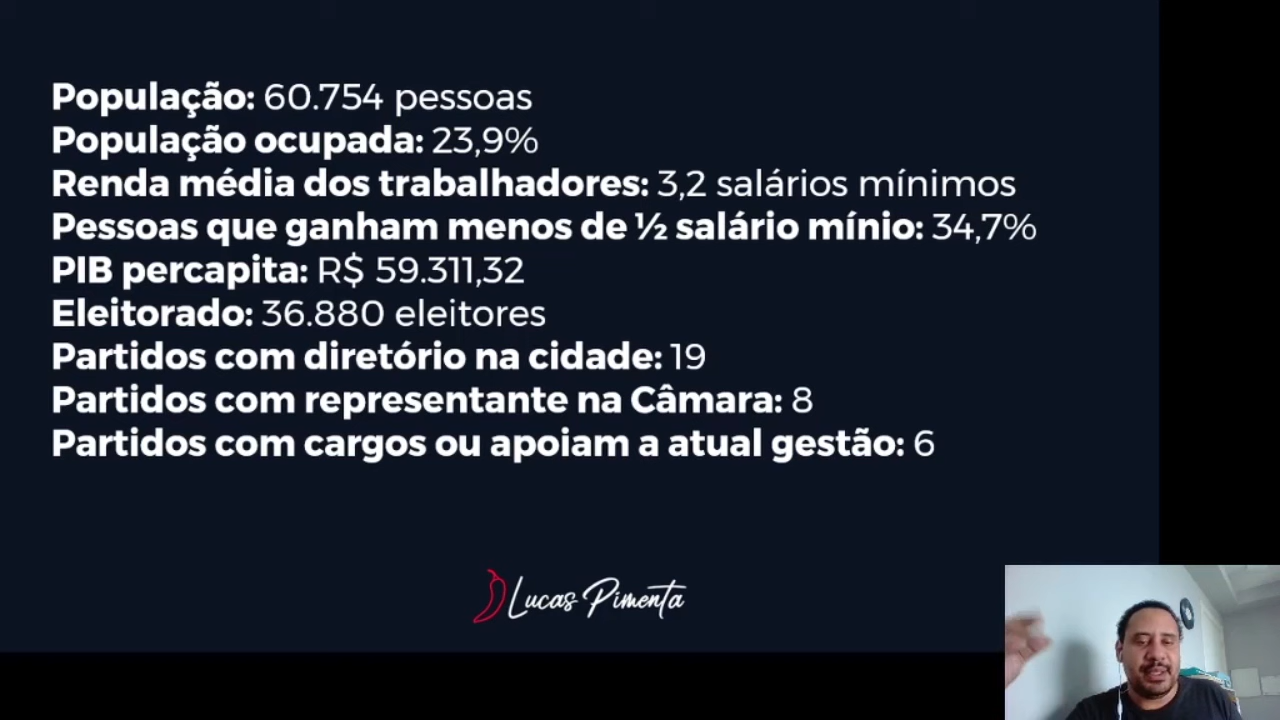 População: 60.754 pessoas
População ocupada: 23,9%
Renda média dos trabalhadores: 3,2 salários mínimos
Pessoas que ganham menos de ½ salário mínio: 34,7%
PIB percapita: R$ 59.311,32
Eleitorado: 36.880 eleitores
Partidos com diretório na cidade: 19
Partidos com representante na Câmara: 8
Partidos com cargos ou apoiam a atual gestão: 6
Lucas Pimenta